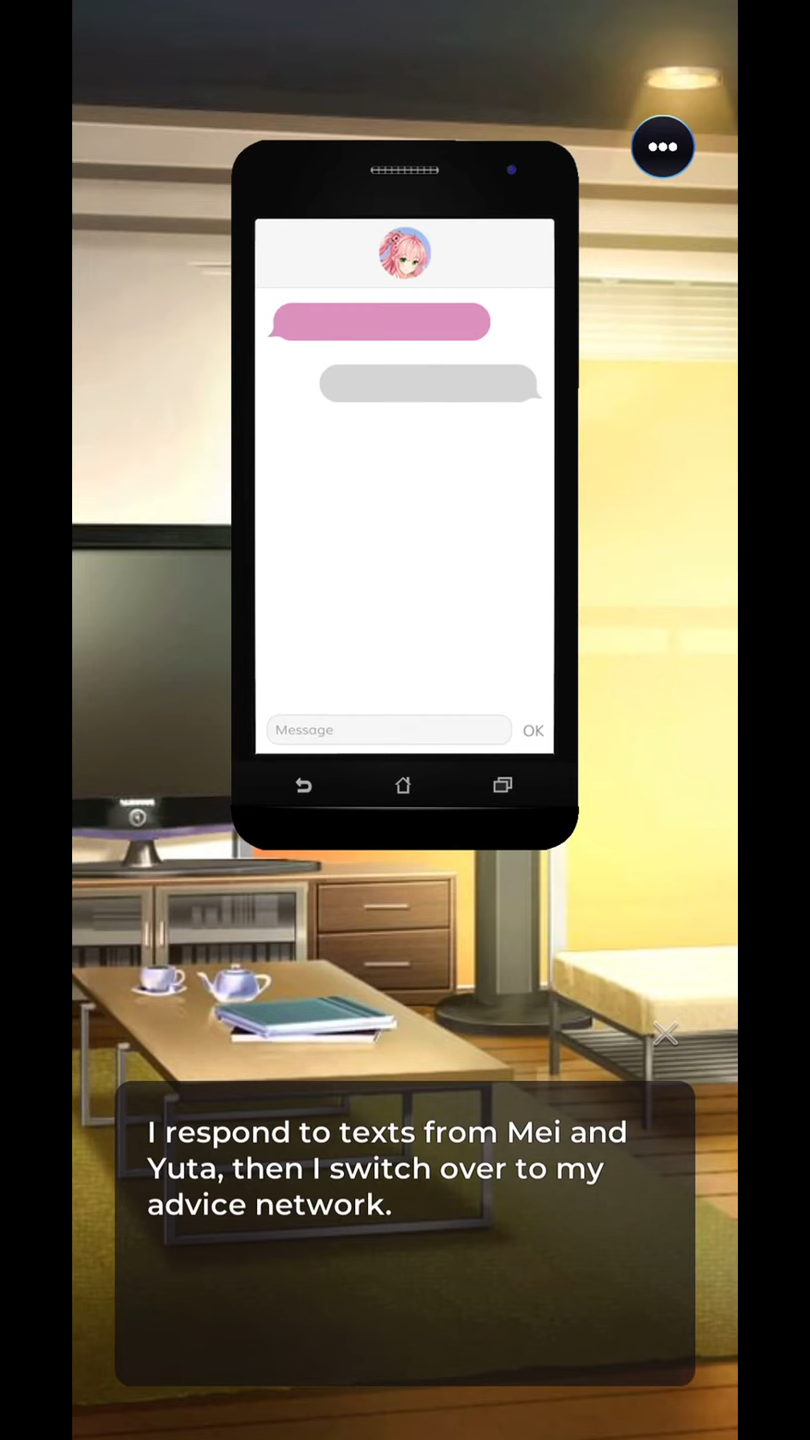 Message
OK
I respond to texts from Mei and
Yuta, then I switch over to my
advice network.